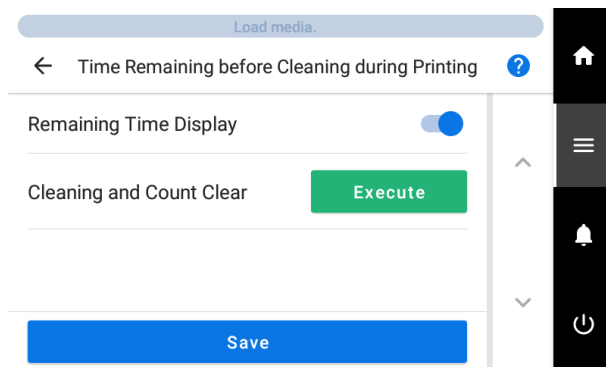 Load media.
Time Remaining before Cleaning during Printing
?
Remaining Time Display
Cleaning and Count Clear
Execute
Save